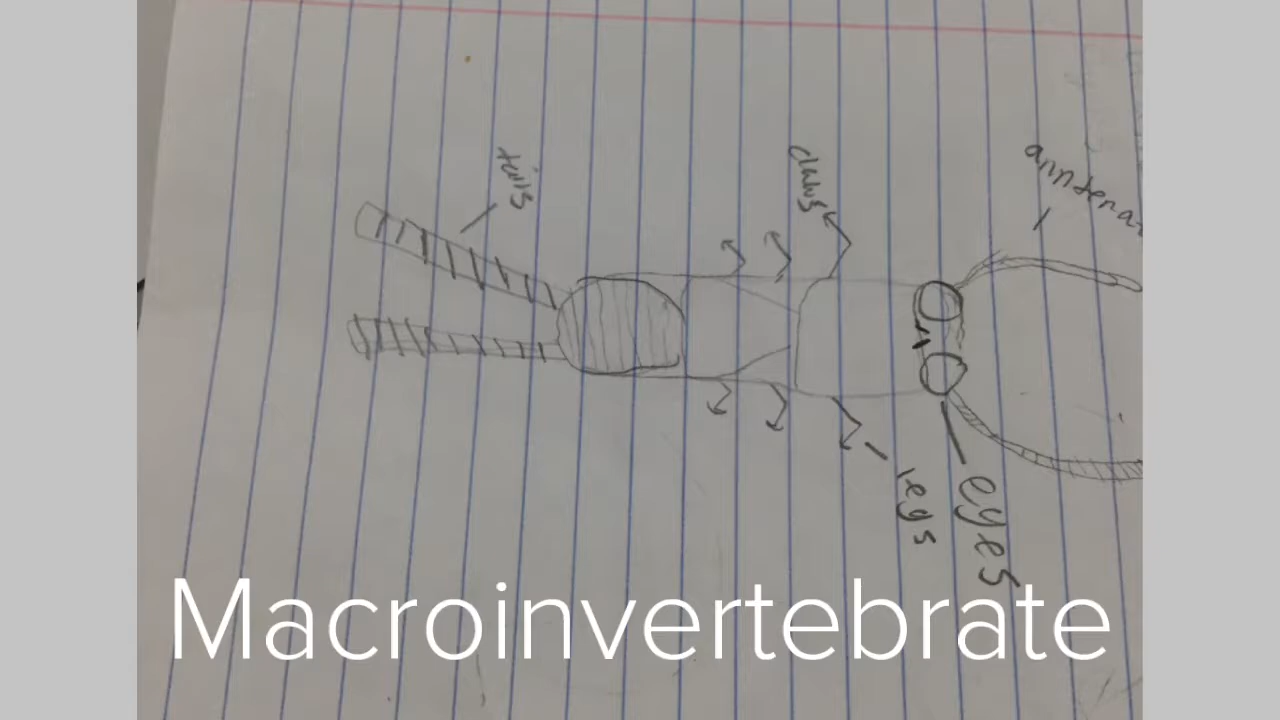 tails
claws
anntena
legs
eyes
Macroinvertebrate